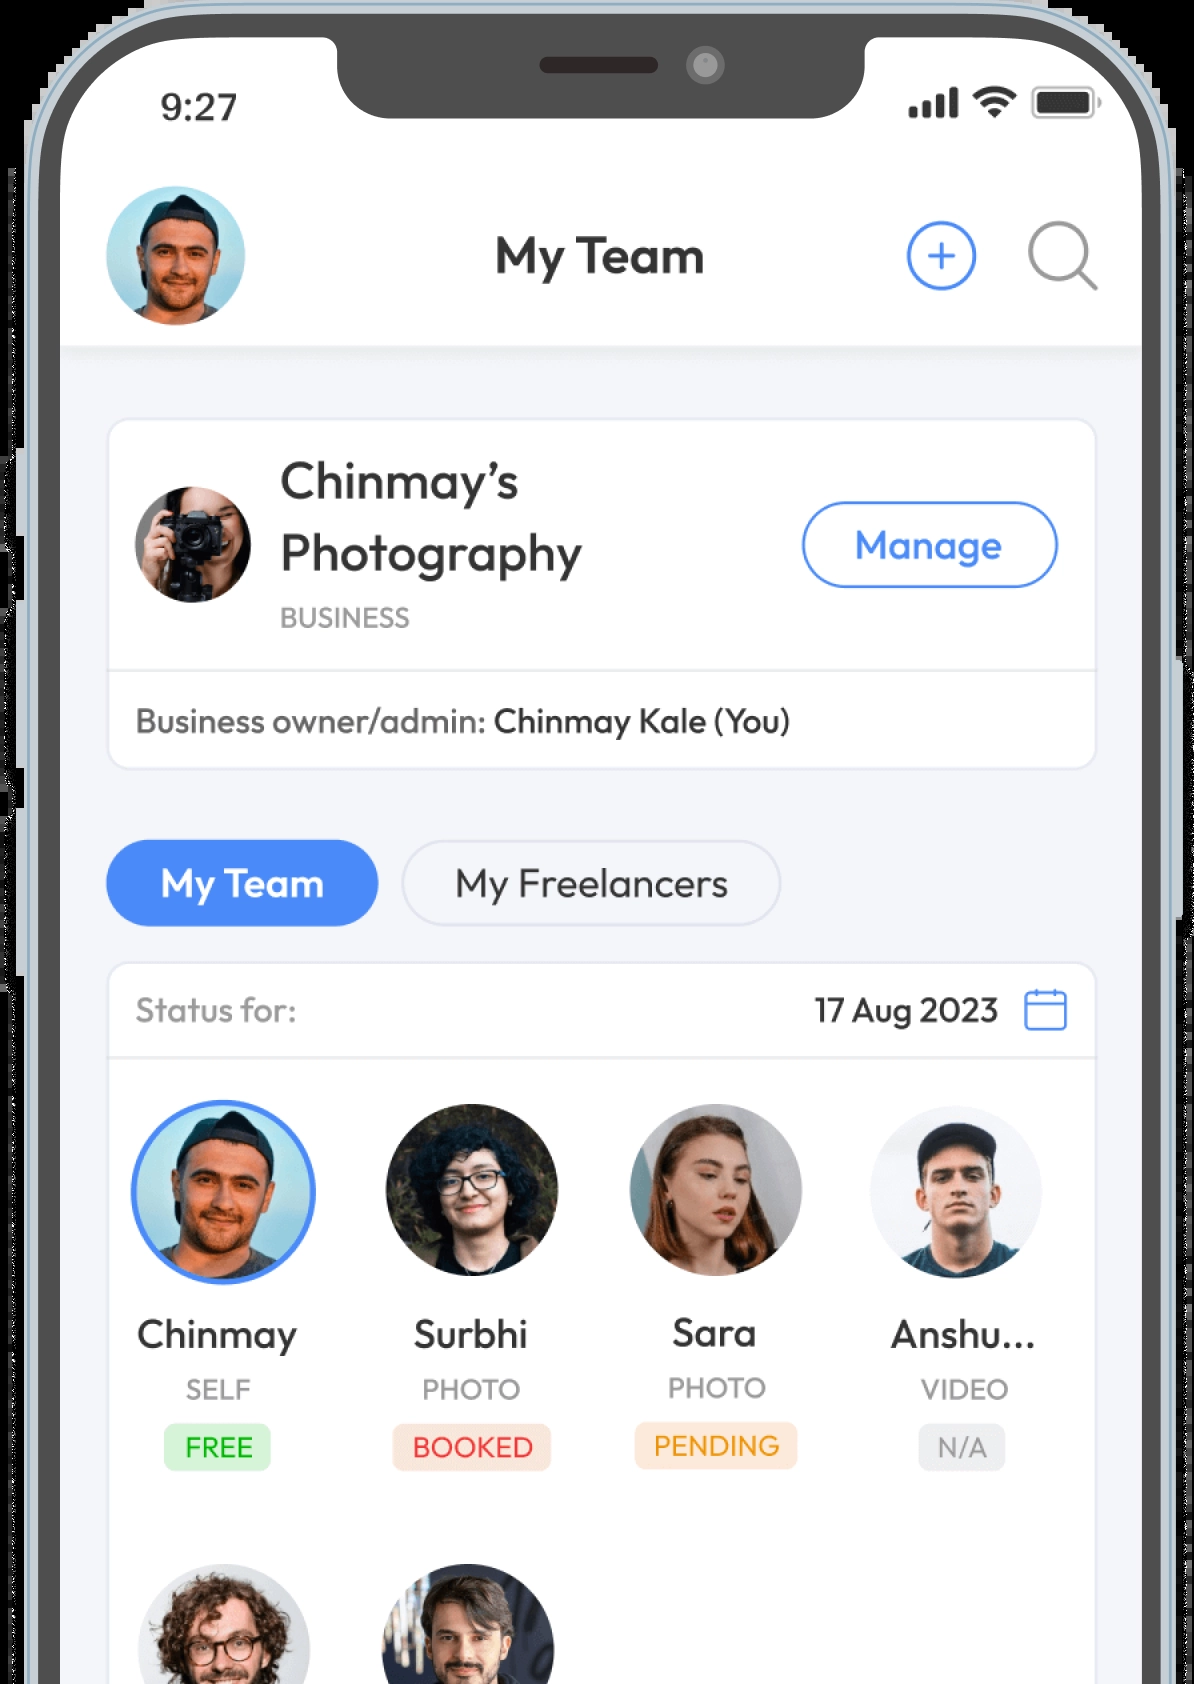 9:27
My Team
Chinmay’s
Photography
BUSINESS
Manage
Business owner/admin: Chinmay Kale (You)
My Team
My Freelancers
Status for:
17 Aug 2023
Chinmay
Surbhi
Sara
Anshu...
SELF
PHOTO
PHOTO
VIDEO
FREE
BOOKED
PENDING
N/A